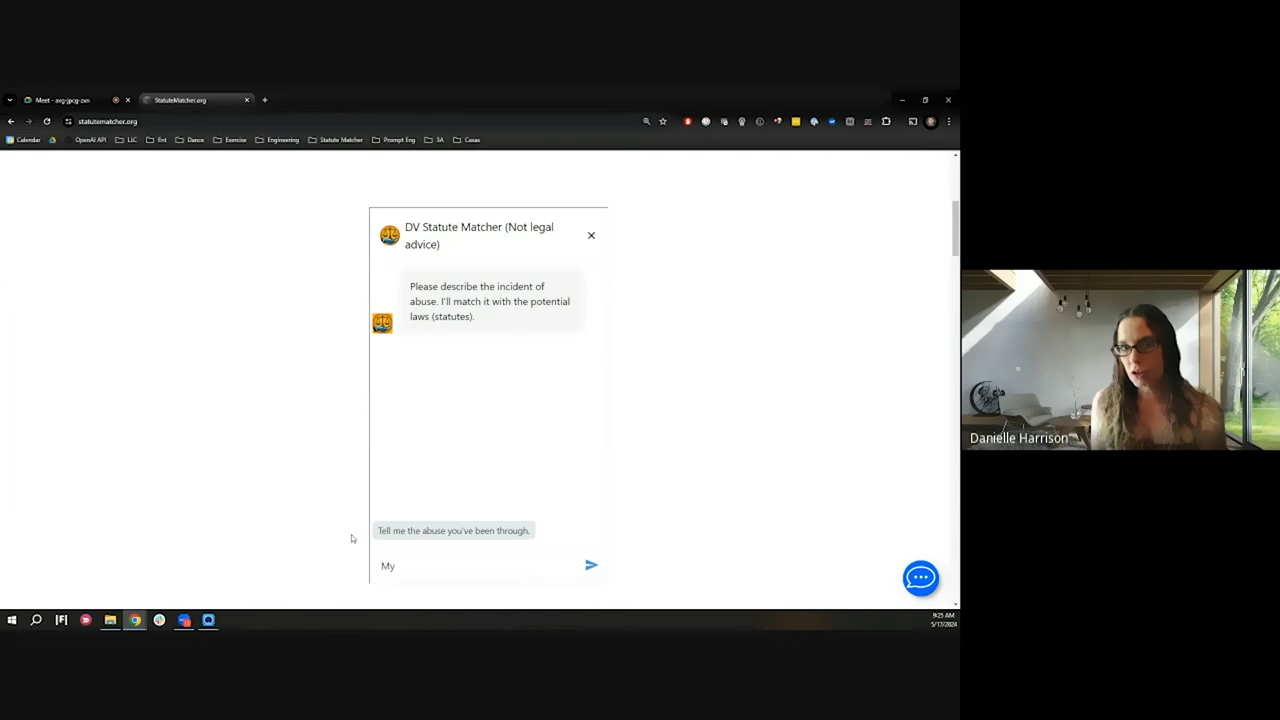 Meet - axg-jpcg-zxn
StatuteMatcher.org
statutematcher.org
Calendar
OpenAI API
LLC
Ent
Dance
Exercise
Engineering
Statute Matcher
Prompt Eng
3A
Casas
DV Statute Matcher (Not legal
advice)
Please describe the incident of
abuse. I'll match it with the potential
laws (statutes).
Tell me the abuse you've been through.
My
Danielle Harrison
9:25 AM
5/17/2024